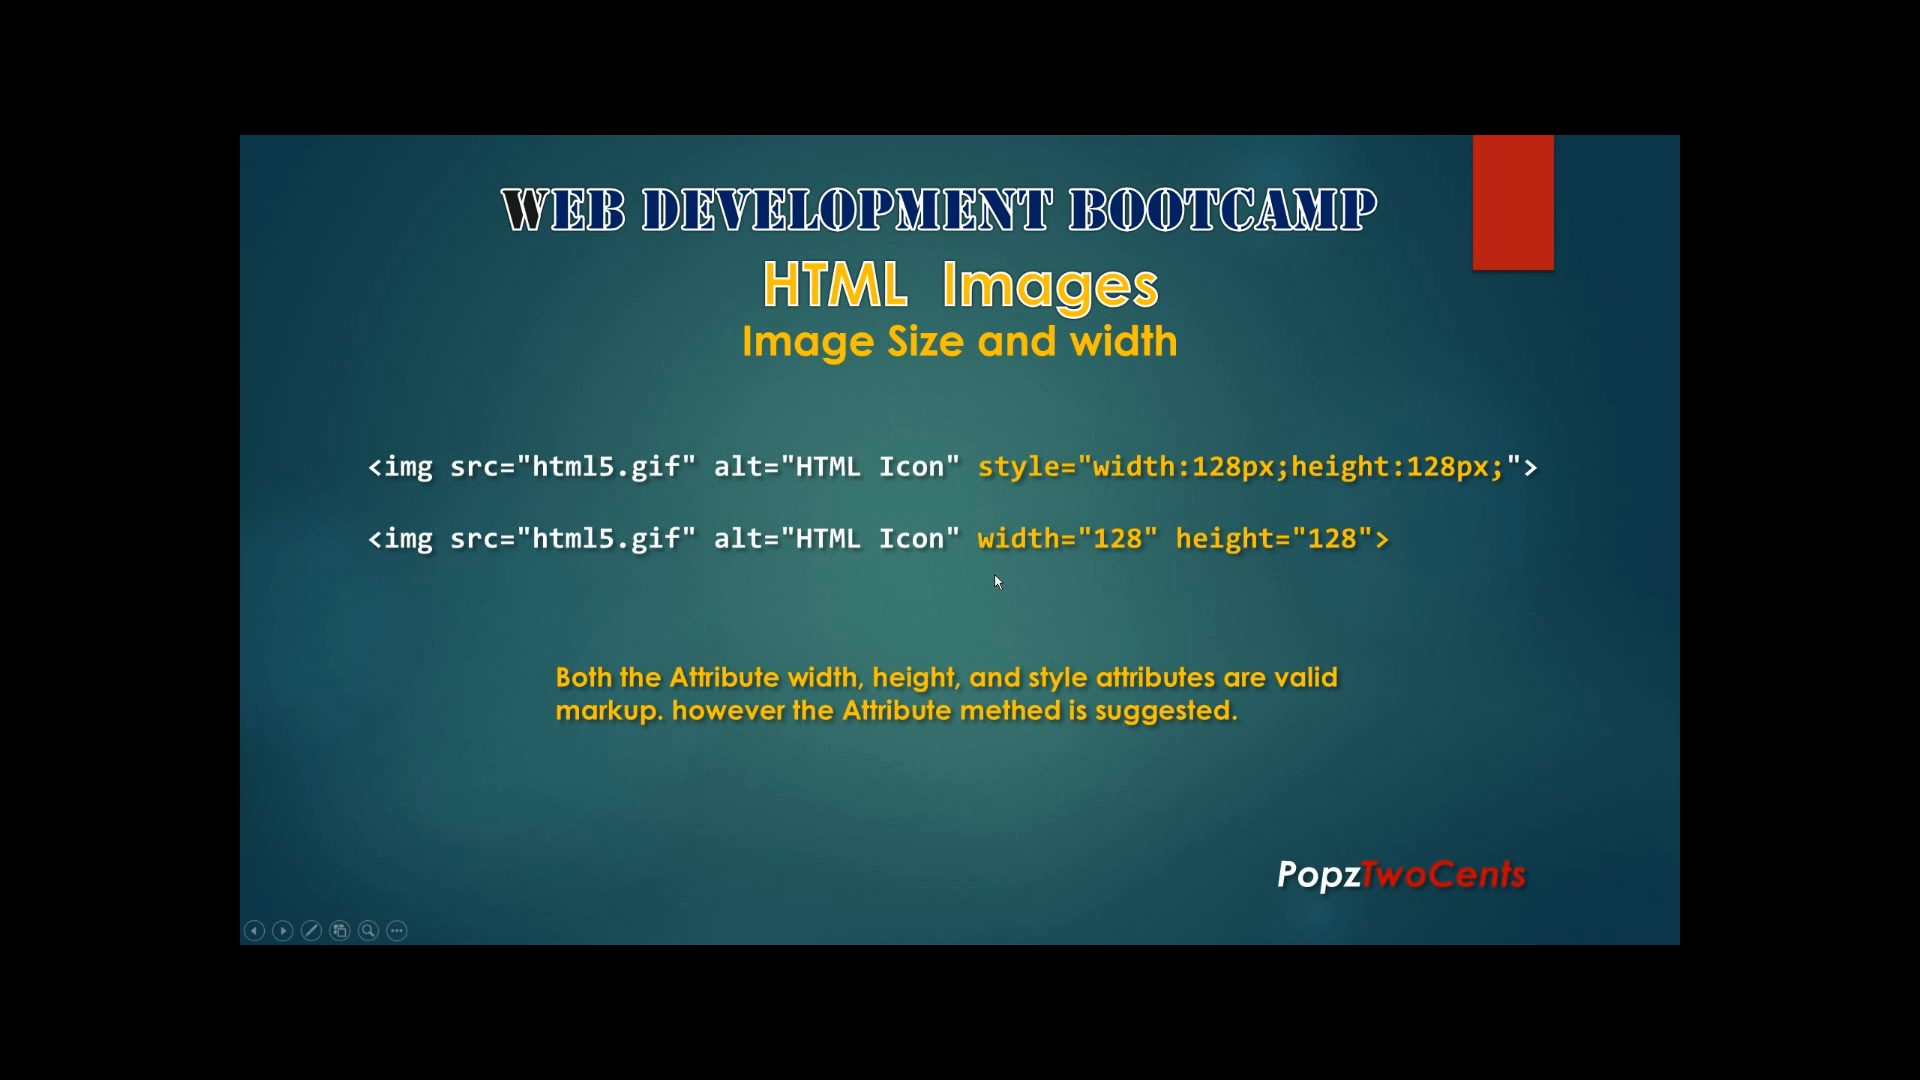 WEB DEVELOPMENT BOOTCAMP
HTML Images
Image Size and width
<img src="html5.gif" alt="HTML Icon" style="width:128px;height:128px;">
<img src="html5.gif" alt="HTML Icon" width="128" height="128">
Both the Attribute width, height, and style attributes are valid
markup. however the Attribute methed is suggested.
PopzTwoCents